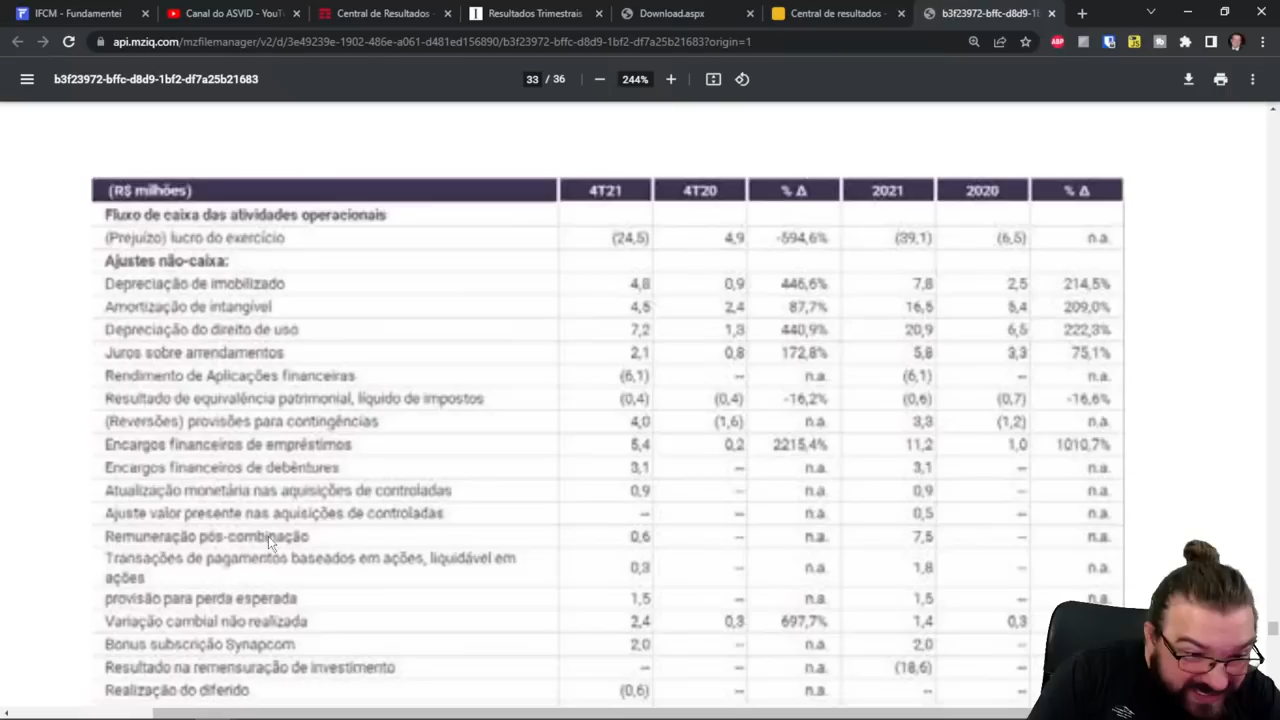 IFCM - Fundamentei
Canal do ASVID - YouT
Central de Resultados -
Resultados Trimestrais
Download.aspx
Central de resultados -
b3f23972-bffc-d8d9-1
api.mziq.com/mzfilemanager/v2/d/3e49239e-1902-486e-a061-d481ed156890/b3f23972-bffc-d8d9-1bf2-df7a25b21683?origin=1
b3f23972-bffc-d8d9-1bf2-df7a25b21683 33 / 36 244%
(R$ milhões) 4T21 4T20 % Δ 2021 2020 % Δ
Fluxo de caixa das atividades operacionais
(Prejuízo) lucro do exercício (24,5) 4,9 -594,6% (39,1) (6,5) n.a.
Ajustes não-caixa:
Depreciação de imobilizado 4,8 0,9 446,6% 7,8 2,5 214,5%
Amortização de intangível 4,5 2,4 87,7% 16,5 5,4 209,0%
Depreciação do direito de uso 7,2 1,3 440,9% 20,9 6,5 222,3%
Juros sobre arrendamentos 2,1 0,8 172,8% 5,8 3,3 75,1%
Rendimento de Aplicações financeiras (6,1) -- n.a. (6,1) -- n.a.
Resultado de equivalência patrimonial, líquido de impostos (0,4) (0,4) -16,2% (0,6) (0,7) -16,6%
(Reversões) provisões para contingências 4,0 (1,6) n.a. 3,3 (1,2) n.a.
Encargos financeiros de empréstimos 5,4 0,2 2215,4% 11,2 1,0 1010,7%
Encargos financeiros de debêntures 3,1 -- n.a. 3,1 -- n.a.
Atualização monetária nas aquisições de controladas 0,9 -- n.a. 0,9 -- n.a.
Ajuste valor presente nas aquisições de controladas -- -- n.a. 0,5 -- n.a.
Remuneração pós-combinação 0,6 -- n.a. 7,5 -- n.a.
Transações de pagamentos baseados em ações, liquidável em
ações 0,3 -- n.a. 1,8 -- n.a.
provisão para perda esperada 1,5 -- n.a. 1,5 -- n.a.
Variação cambial não realizada 2,4 0,3 697,7% 1,4 0,3
Bonus subscrição Synapcom 2,0 -- n.a. 2,0 --
Resultado na remensuração de investimento -- -- n.a. (18,6) --
Realização do diferido (0,6) -- n.a. -- --